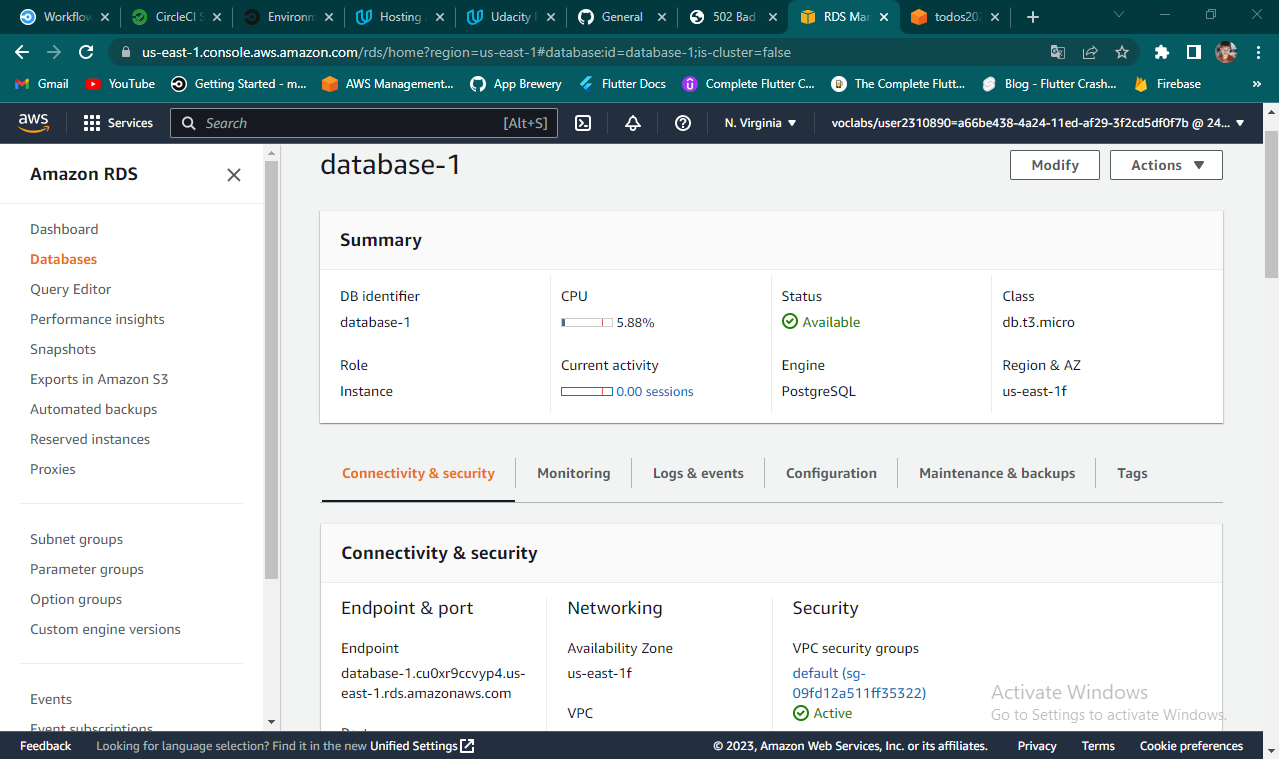 Workflow CircleCI S Environm Hosting Udacity F General 502 Bad RDS Mar todos202
us-east-1.console.aws.amazon.com/rds/home?region=us-east-1#database:id=database-1;is-cluster=false
Gmail YouTube Getting Started - m... AWS Management... App Brewery Flutter Docs Complete Flutter C... The Complete Flutt... Blog - Flutter Crash... Firebase »
aws Services Search [Alt+S] N. Virginia voclabs/user2310890=a66be438-4a24-11ed-af29-3f2cd5df0f7b @ 24...
Amazon RDS
Dashboard
Databases
Query Editor
Performance insights
Snapshots
Exports in Amazon S3
Automated backups
Reserved instances
Proxies
Subnet groups
Parameter groups
Option groups
Custom engine versions
Events
Event subscriptions
database-1
Modify Actions
Summary
DB identifier CPU Status Class
database-1 5.88% Available db.t3.micro
Role Current activity Engine Region & AZ
Instance 0.00 sessions PostgreSQL us-east-1f
Connectivity & security Monitoring Logs & events Configuration Maintenance & backups Tags
Connectivity & security
Endpoint & port
Endpoint
database-1.cu0xr9ccvyp4.us-
east-1.rds.amazonaws.com
Networking
Availability Zone
us-east-1f
VPC
Security
VPC security groups
default (sg-
09fd12a511ff35322)
Active
Activate Windows
Go to Settings to activate Windows.
Feedback Looking for language selection? Find it in the new Unified Settings © 2023, Amazon Web Services, Inc. or its affiliates. Privacy Terms Cookie preferences